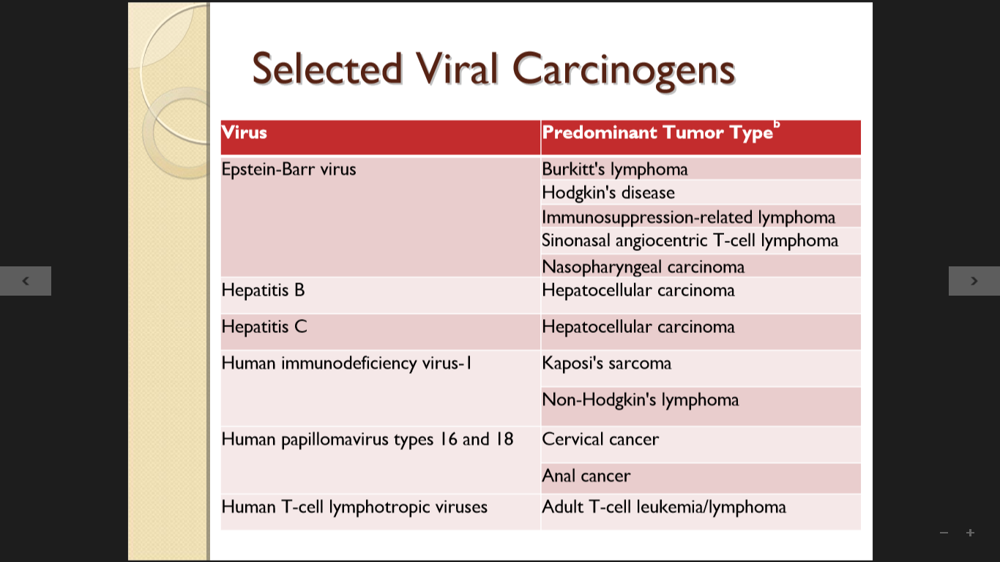 Selected Viral Carcinogens
Virus Predominant Tumor Typeb
Epstein-Barr virus Burkitt's lymphoma
Hodgkin's disease
Immunosuppression-related lymphoma
Sinonasal angiocentric T-cell lymphoma
Nasopharyngeal carcinoma
Hepatitis B Hepatocellular carcinoma
Hepatitis C Hepatocellular carcinoma
Human immunodeficiency virus-1 Kaposi's sarcoma
Non-Hodgkin's lymphoma
Human papillomavirus types 16 and 18 Cervical cancer
Anal cancer
Human T-cell lymphotropic viruses Adult T-cell leukemia/lymphoma